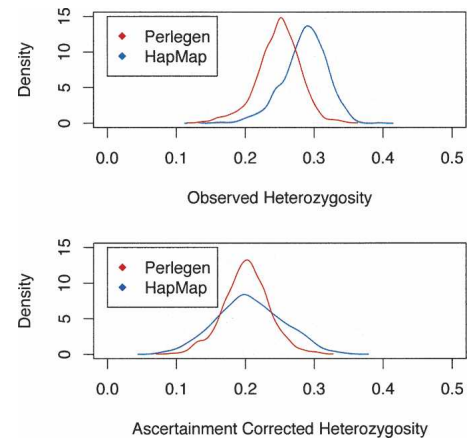 Density
15
10
5
0
Perlegen
HapMap
0.0 0.1 0.2 0.3 0.4 0.5
Observed Heterozygosity
Density
15
10
5
0
Perlegen
HapMap
0.0 0.1 0.2 0.3 0.4 0.5
Ascertainment Corrected Heterozygosity